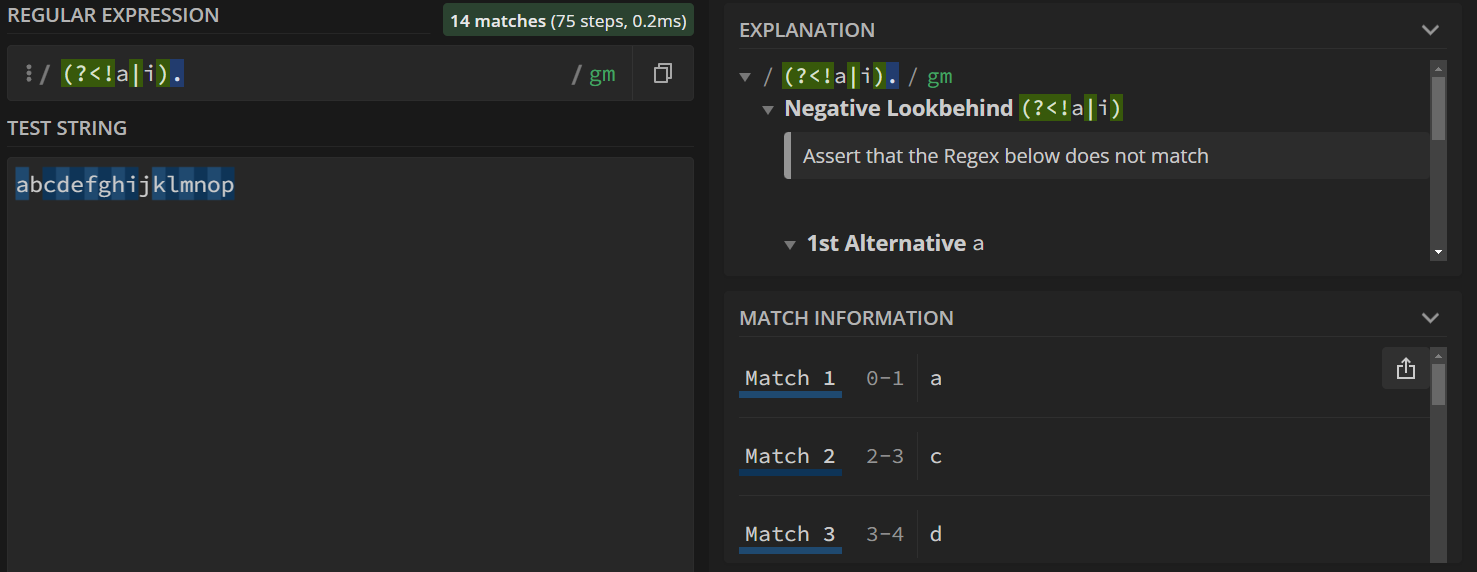 REGULAR EXPRESSION
14 matches (75 steps, 0.2ms)
/ (?<!a|i). / gm
TEST STRING
abcdefghijklmnop
EXPLANATION
/ (?<!a|i). / gm
Negative Lookbehind (?<!a|i)
Assert that the Regex below does not match
1st Alternative a
MATCH INFORMATION
Match 1 0-1 a
Match 2 2-3 c
Match 3 3-4 d